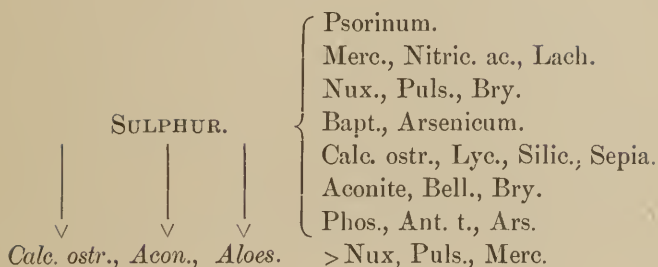 Psorinum.
Merc., Nitric. ac., Lach.
Nux., Puls., Bry.
SULPHUR.
Bapt., Arsenicum.
Calc. ostr., Lyc., Silic., Sepia.
Aconite, Bell., Bry.
Phos., Ant. t., Ars.
Calc. ostr., Acon., Aloes. >Nux, Puls., Merc.